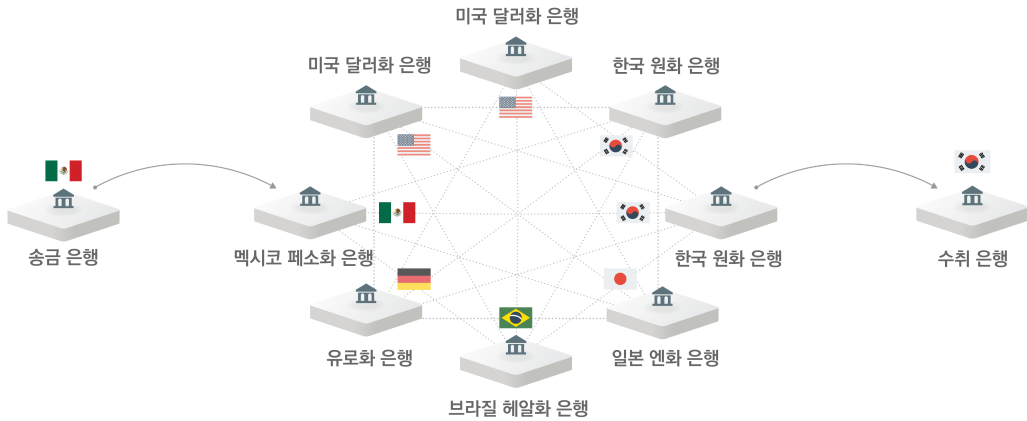 미국 달러화 은행
미국 달러화 은행
한국 원화 은행
송금 은행
멕시코 페소화 은행
한국 원화 은행
수취 은행
유로화 은행
일본 엔화 은행
브라질 헤알화 은행